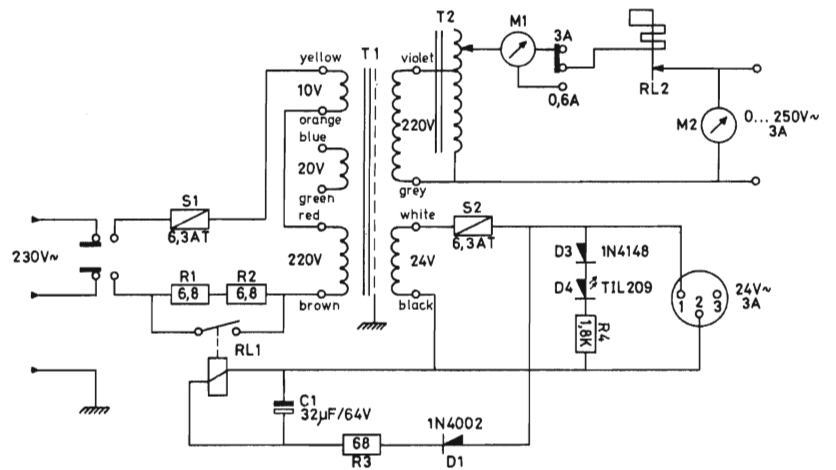 T2
M1
3A
yellow
T1
violet
10V
0,6A
RL2
orange
blue
220V
M2
0... 250V~
3A
20V
green
grey
S1
red
white
S2
6,3AT
6,3AT
230V~
R1
R2
220V
24V
D3
1N4148
6,8
6,8
D4
TIL209
24V~
3A
1
2
3
brown
black
R4
1,8K
RL1
C1
32µF/64V
1N4002
68
R3
D1